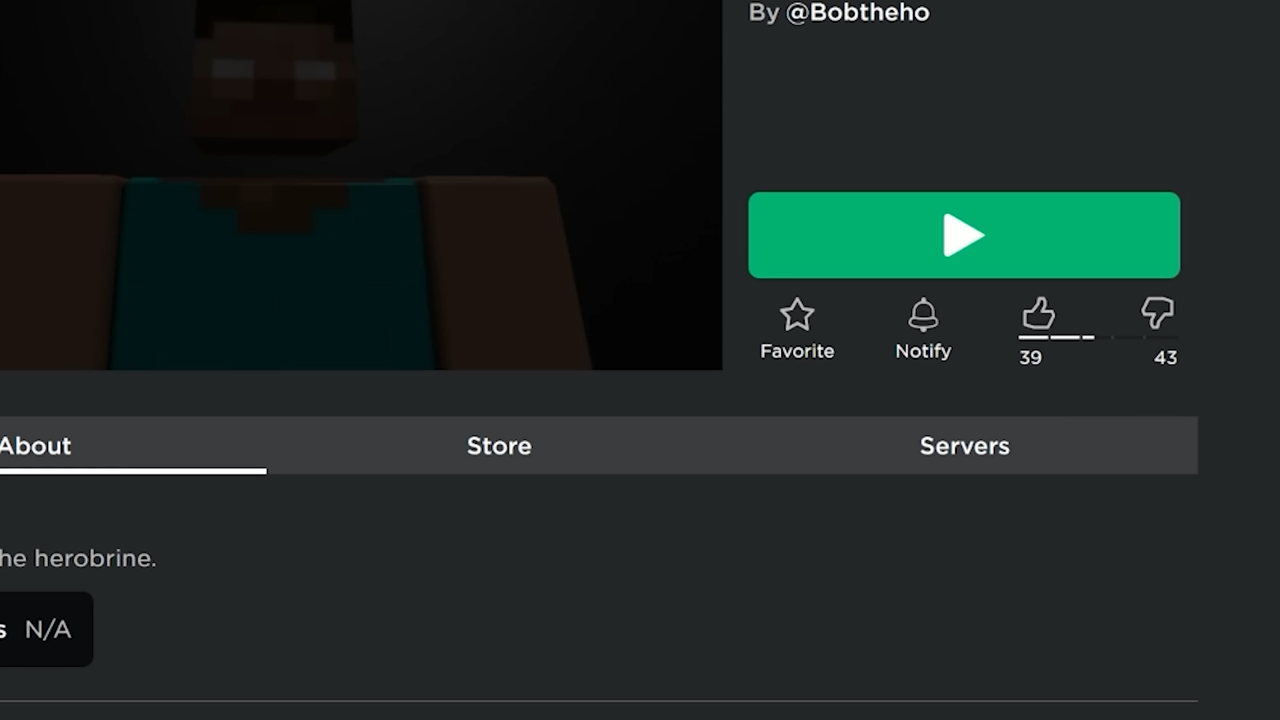 By @Bobtheho
Favorite
Notify
39
43
About
Store
Servers
he herobrine.
s N/A